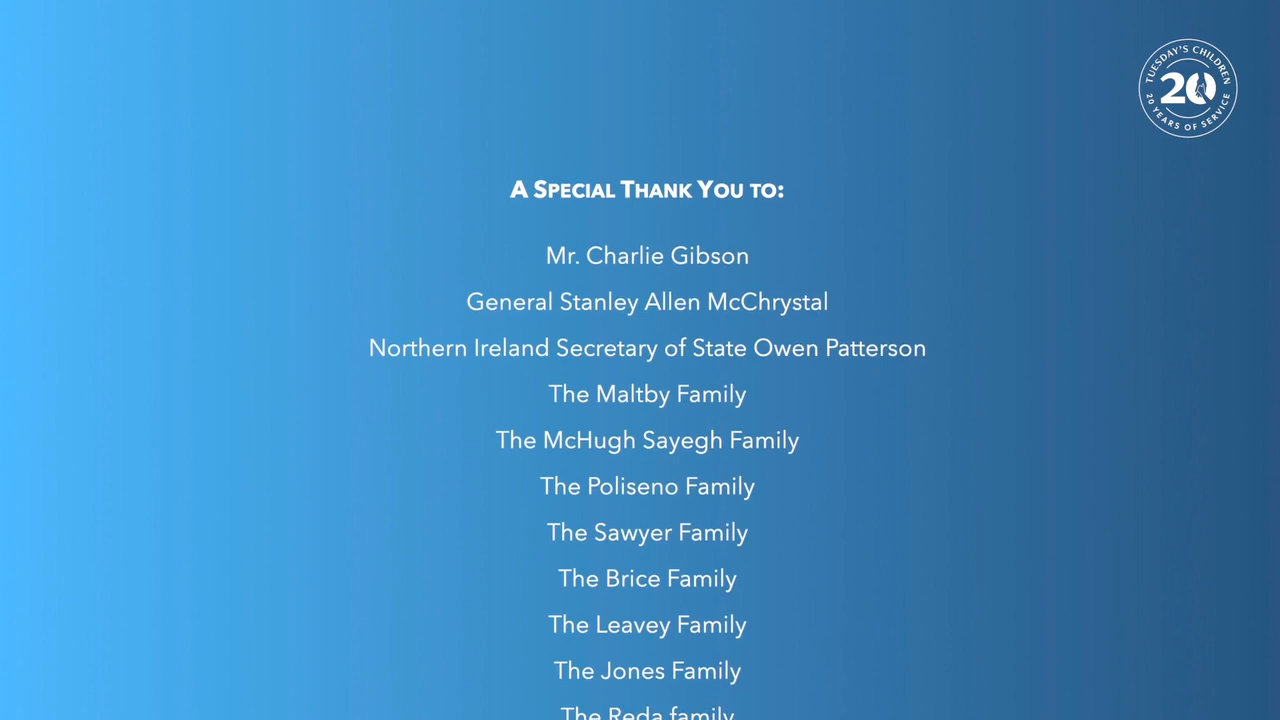 TUESDAY'S CHILDREN
20
20 YEARS OF SERVICE
A SPECIAL THANK YOU TO:
Mr. Charlie Gibson
General Stanley Allen McChrystal
Northern Ireland Secretary of State Owen Patterson
The Maltby Family
The McHugh Sayegh Family
The Poliseno Family
The Sawyer Family
The Brice Family
The Leavey Family
The Jones Family
The Reda family